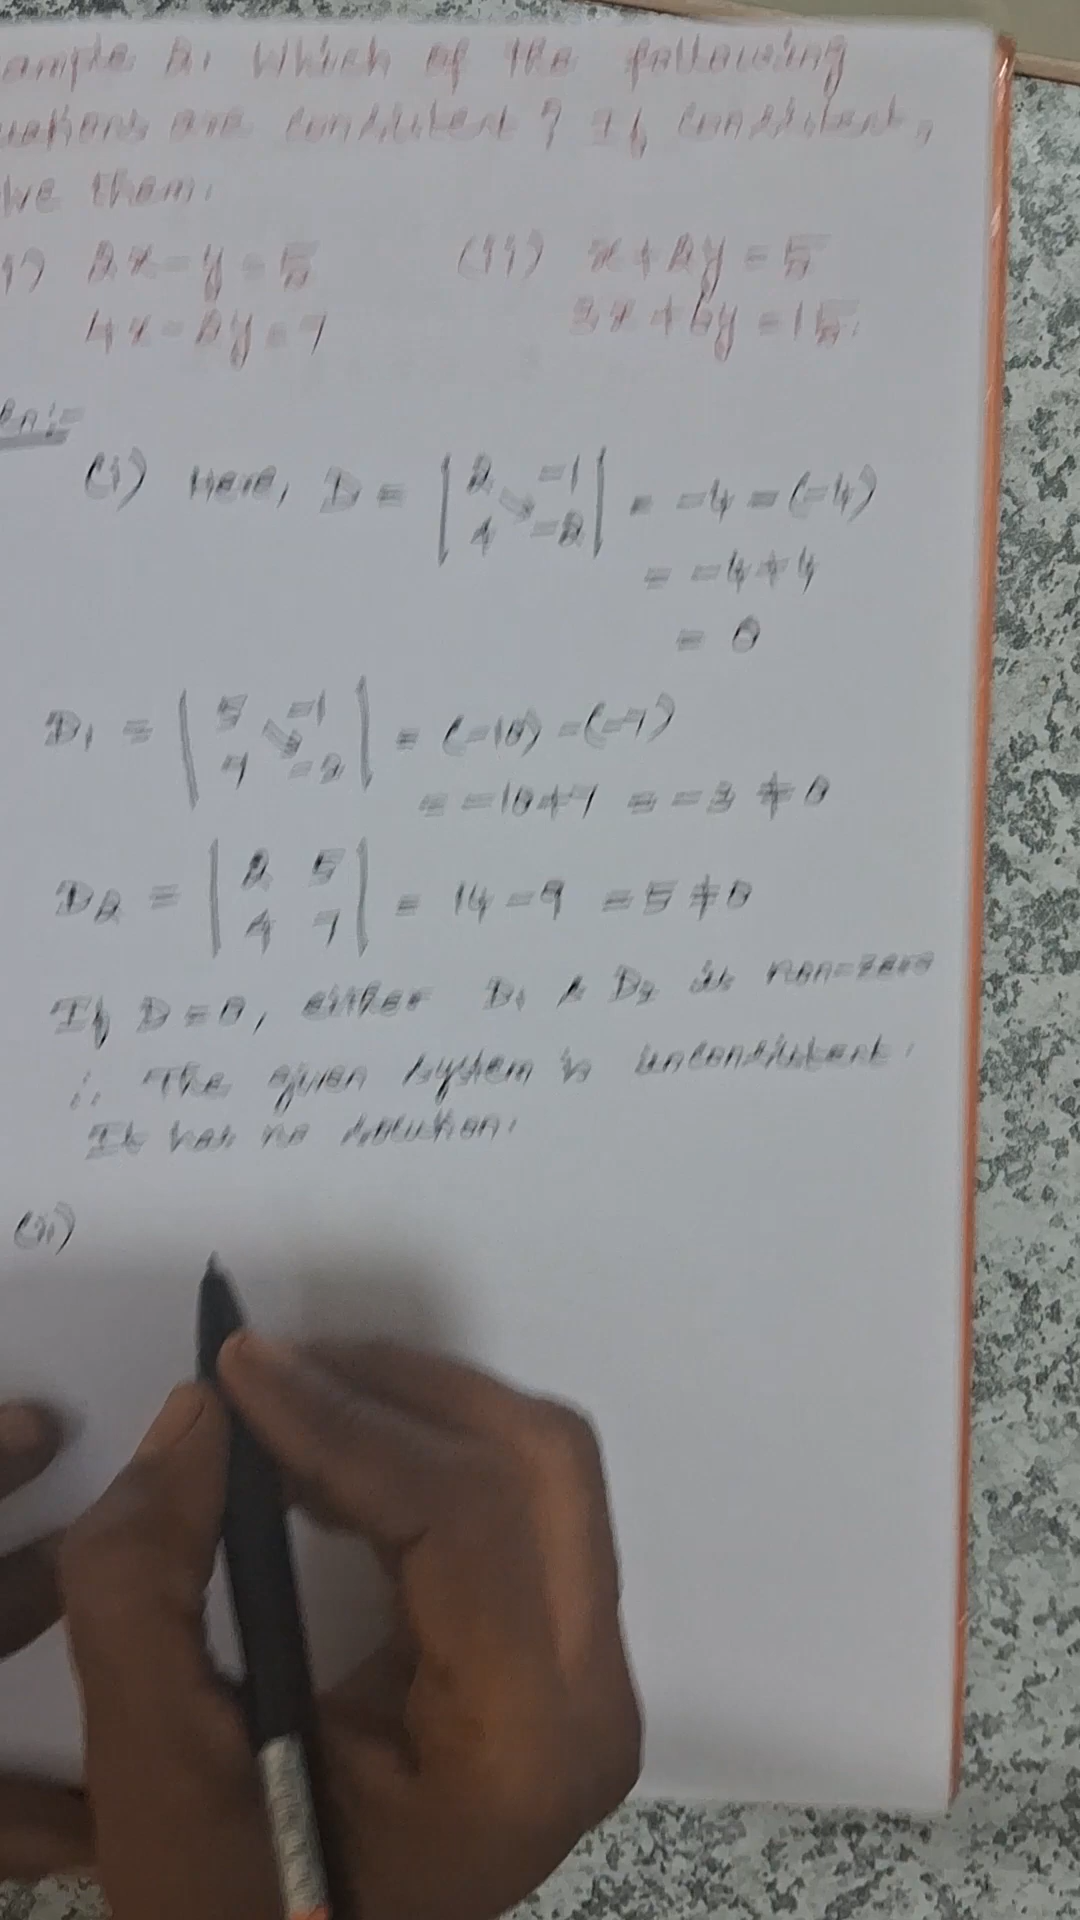 ample 2. Which of the following
uations are consistent? If consistent,
lve them.
i) 2x-y=5 (ii) x+2y=5
4x-2y=7 3x+6y=15.
(i) Here, D = | 2 -1 | = -4-(-4)
| 4 -2 |
= -4+4
= 0
D1 = | 5 -1 | = (-10)-(-7)
| 7 -2 |
= -10+7 = -3 ≠ 0
D2 = | 2 5 | = 14-9 = 5 ≠ 0
| 4 7 |
If D=0, either D1 & D2 is non-zero
∴ The given system is inconsistent.
It has no solution.
(ii)